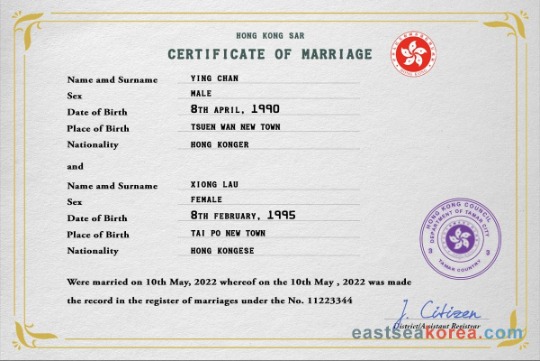 HONG KONG SAR
CERTIFICATE OF MARRIAGE
Name amd Surname YING CHAN
Sex MALE
Date of Birth 8TH APRIL, 1990
Place of Birth TSUEN WAN NEW TOWN
Nationality HONG KONGER
and
Name amd Surname XIONG LAU
Sex FEMALE
Date of Birth 8TH FEBRUARY, 1995
Place of Birth TAI PO NEW TOWN
Nationality HONG KONGESE
HONG KONG COUNCIL
DEPARTMENT OF TAMAR CITY
TAMAR COUNTRY
Were married on 10th May, 2022 whereof on the 10th May , 2022 was made
the record in the register of marriages under the No. 11223344
J. Citizen
District/Assistant Registrar
eastseakorea.com